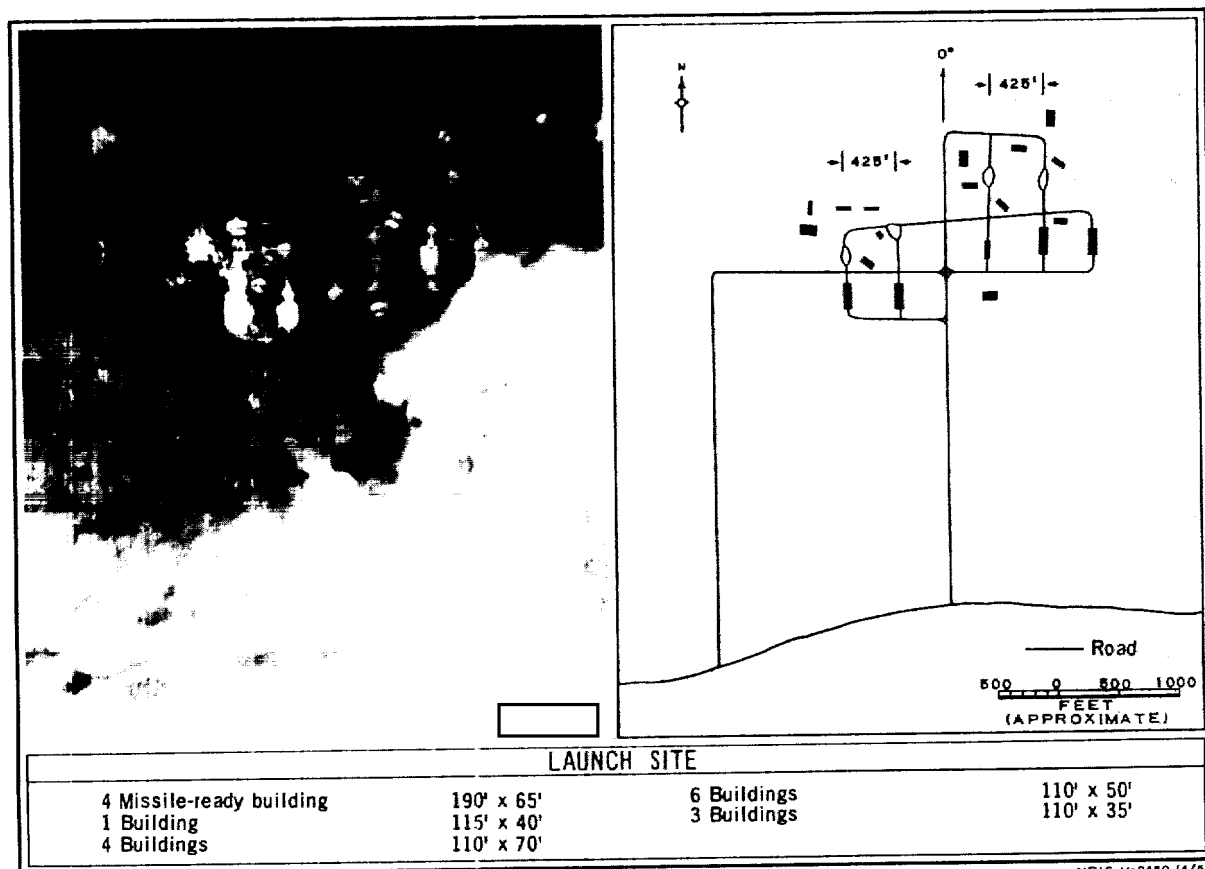 N
0°
425'
425'
Road
500 0 500 1000
FEET
(APPROXIMATE)
LAUNCH SITE
4 Missile-ready building 190' x 65'
1 Building 115' x 40'
4 Buildings 110' x 70'
6 Buildings 110' x 50'
3 Buildings 110' x 35'